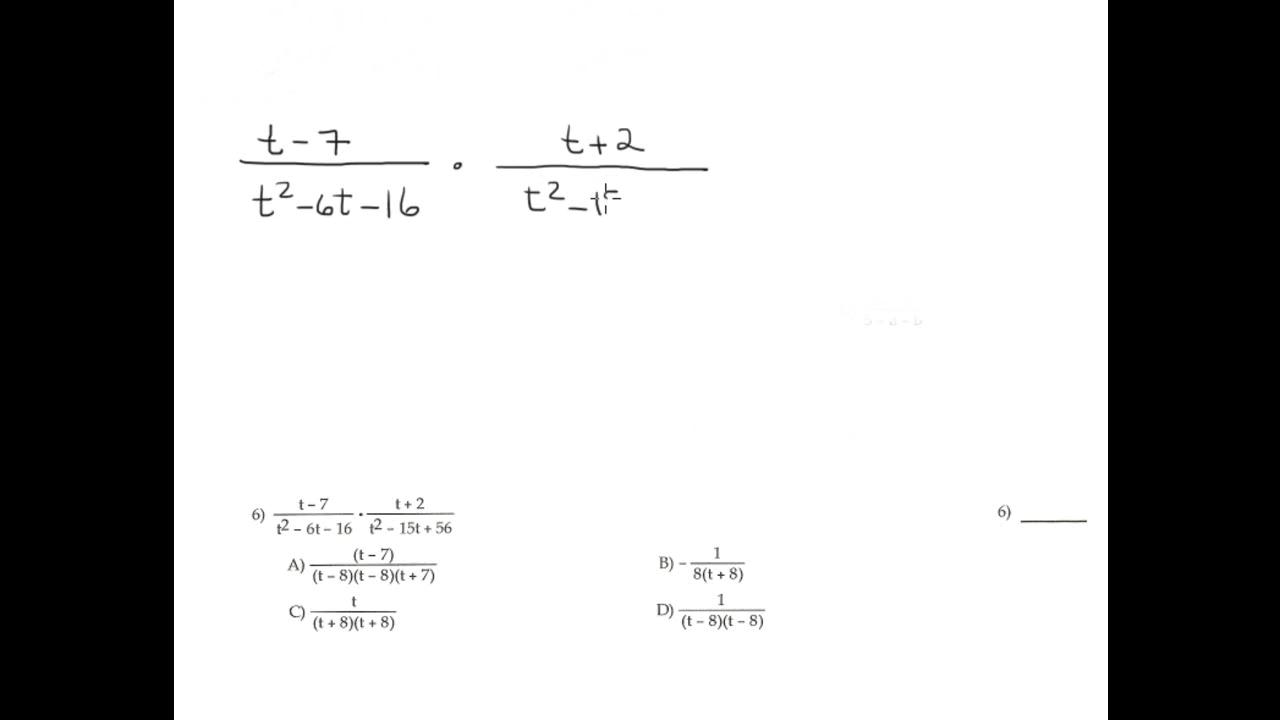 t – 7 / t² – 6t – 16 · t + 2 / t² – 1
6) t – 7 / t² – 6t – 16 · t + 2 / t² – 15t + 56 6) ______
A) (t – 7) / (t – 8)(t – 8)(t + 7) B) – 1 / 8(t + 8)
C) t / (t + 8)(t + 8) D) 1 / (t – 8)(t – 8)